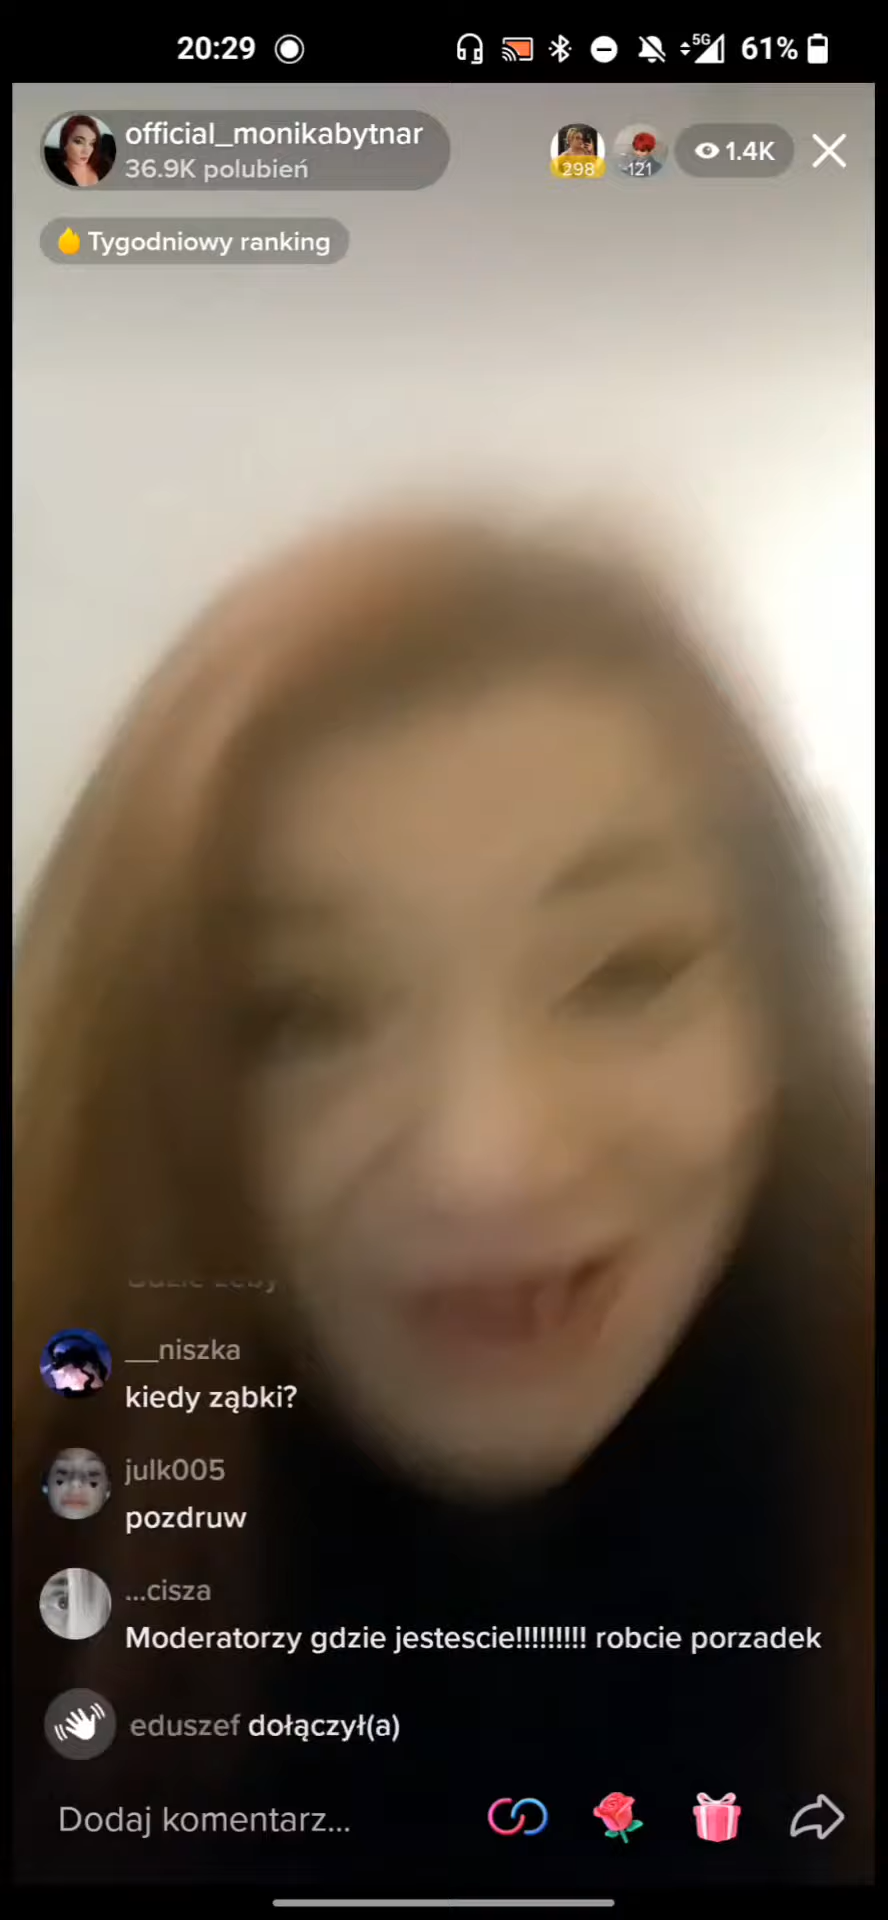 20:29
5G
61%
official_monikabytnar
36.9K polubień
298
121
1.4K
Tygodniowy ranking
__niszka
kiedy ząbki?
julk005
pozdruw
...cisza
Moderatorzy gdzie jestescie!!!!!!!!! robcie porzadek
eduszef dołączył(a)
Dodaj komentarz...